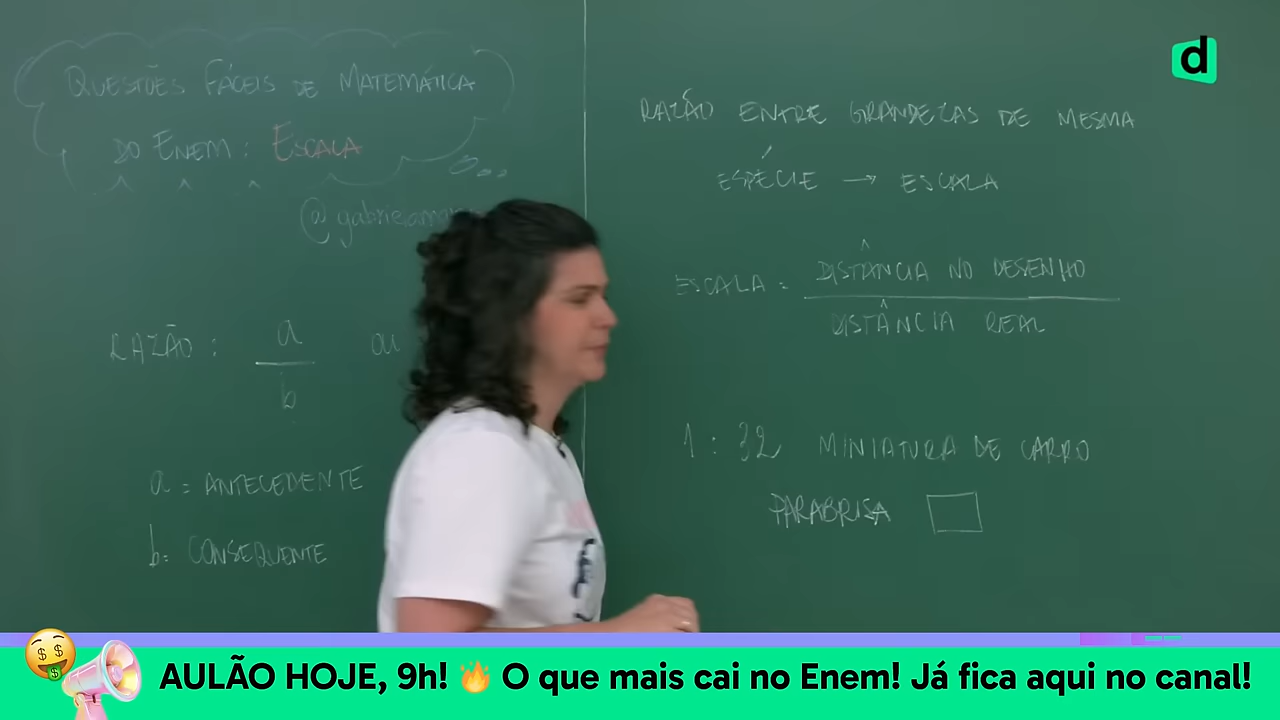 QUESTÕES FÁCEIS DE MATEMÁTICA
DO ENEM: ESCALA
RAZÃO: a/b ou
a = ANTECEDENTE
b = CONSEQUENTE
RAZÃO ENTRE GRANDEZAS DE MESMA
ESPÉCIE → ESCALA
ESCALA = DISTÂNCIA NO DESENHO
DISTÂNCIA REAL
1 : 32 MINIATURA DE CARRO
PARABRISA
d
AULÃO HOJE, 9h! 🔥 O que mais cai no Enem! Já fica aqui no canal!